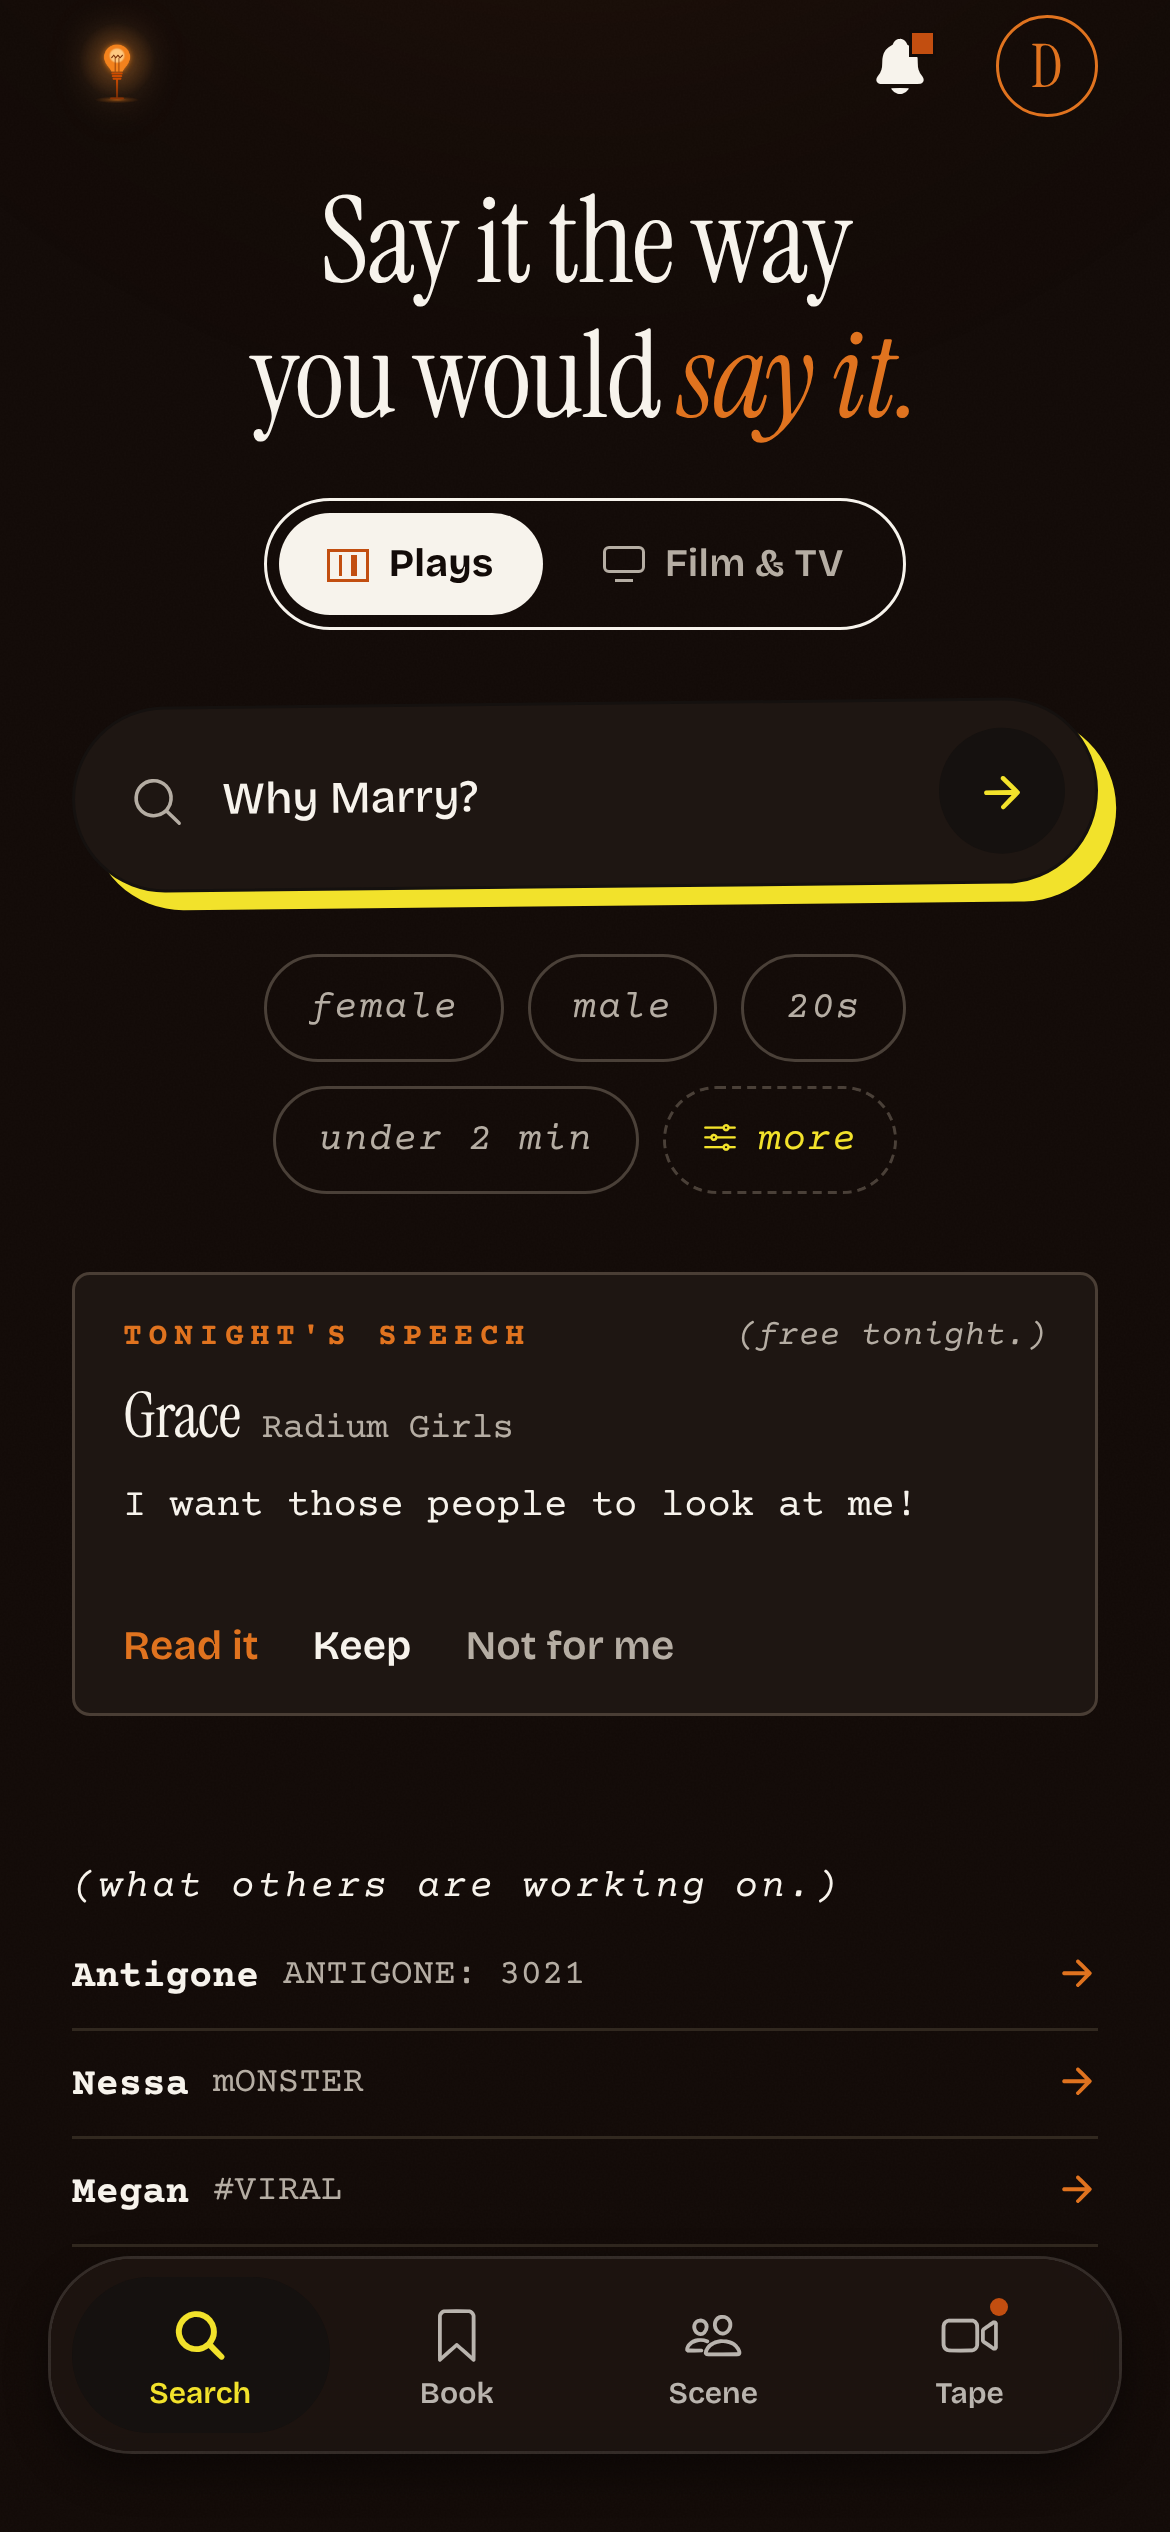 D
Say it the way
you would say it.
Plays
Film & TV
Why Marry?
female
male
20s
under 2 min
more
TONIGHT'S SPEECH
(free tonight.)
Grace Radium Girls
I want those people to look at me!
Read it
Keep
Not for me
(what others are working on.)
Antigone ANTIGONE: 3021
Nessa mONSTER
Megan #VIRAL
Search
Book
Scene
Tape